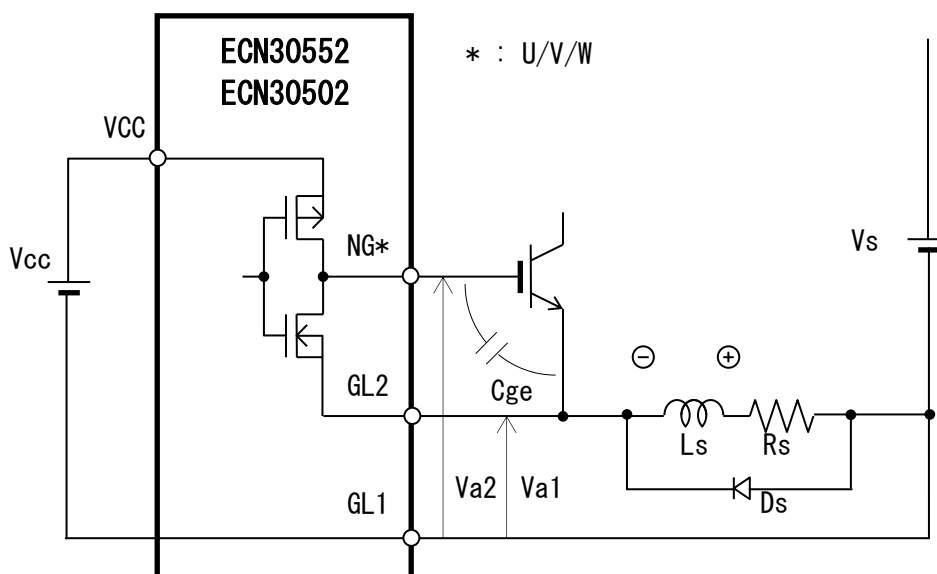 ECN30552
ECN30502
* : U/V/W
VCC
NG*
Vcc
Vs
GL2
Cge
⊖ ⊕
Ls Rs
Va2 Va1
Ds
GL1